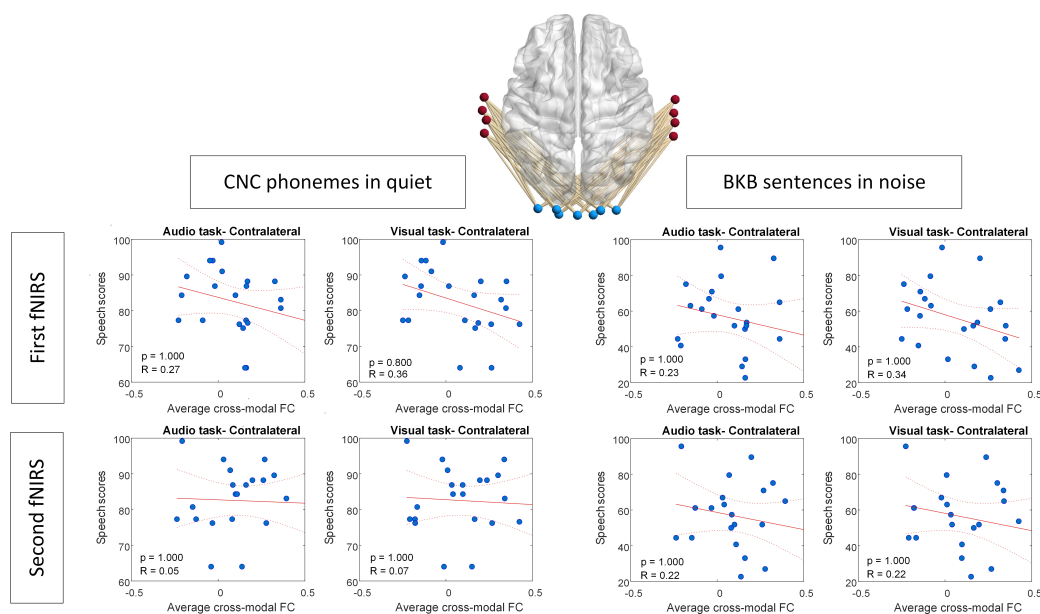 CNC phonemes in quiet
BKB sentences in noise
First fNIRS
Audio task- Contralateral
Speech scores
100
90
80
70
60
p = 1.000
R = 0.27
-0.5
0
0.5
Average cross-modal FC
Visual task- Contralateral
Speech scores
100
90
80
70
60
p = 0.800
R = 0.36
-0.5
0
0.5
Average cross-modal FC
Audio task- Contralateral
Speech scores
100
80
60
40
20
p = 1.000
R = 0.23
-0.5
0
0.5
Average cross-modal FC
Visual task- Contralateral
Speech scores
100
80
60
40
20
p = 1.000
R = 0.34
-0.5
0
0.5
Average cross-modal FC
Second fNIRS
Audio task- Contralateral
Speech scores
100
90
80
70
60
p = 1.000
R = 0.05
-0.5
0
0.5
Average cross-modal FC
Visual task- Contralateral
Speech scores
100
90
80
70
60
p = 1.000
R = 0.07
-0.5
0
0.5
Average cross-modal FC
Audio task- Contralateral
Speech scores
100
80
60
40
20
p = 1.000
R = 0.22
-0.5
0
0.5
Average cross-modal FC
Visual task- Contralateral
Speech scores
100
80
60
40
20
p = 1.000
R = 0.22
-0.5
0
0.5
Average cross-modal FC